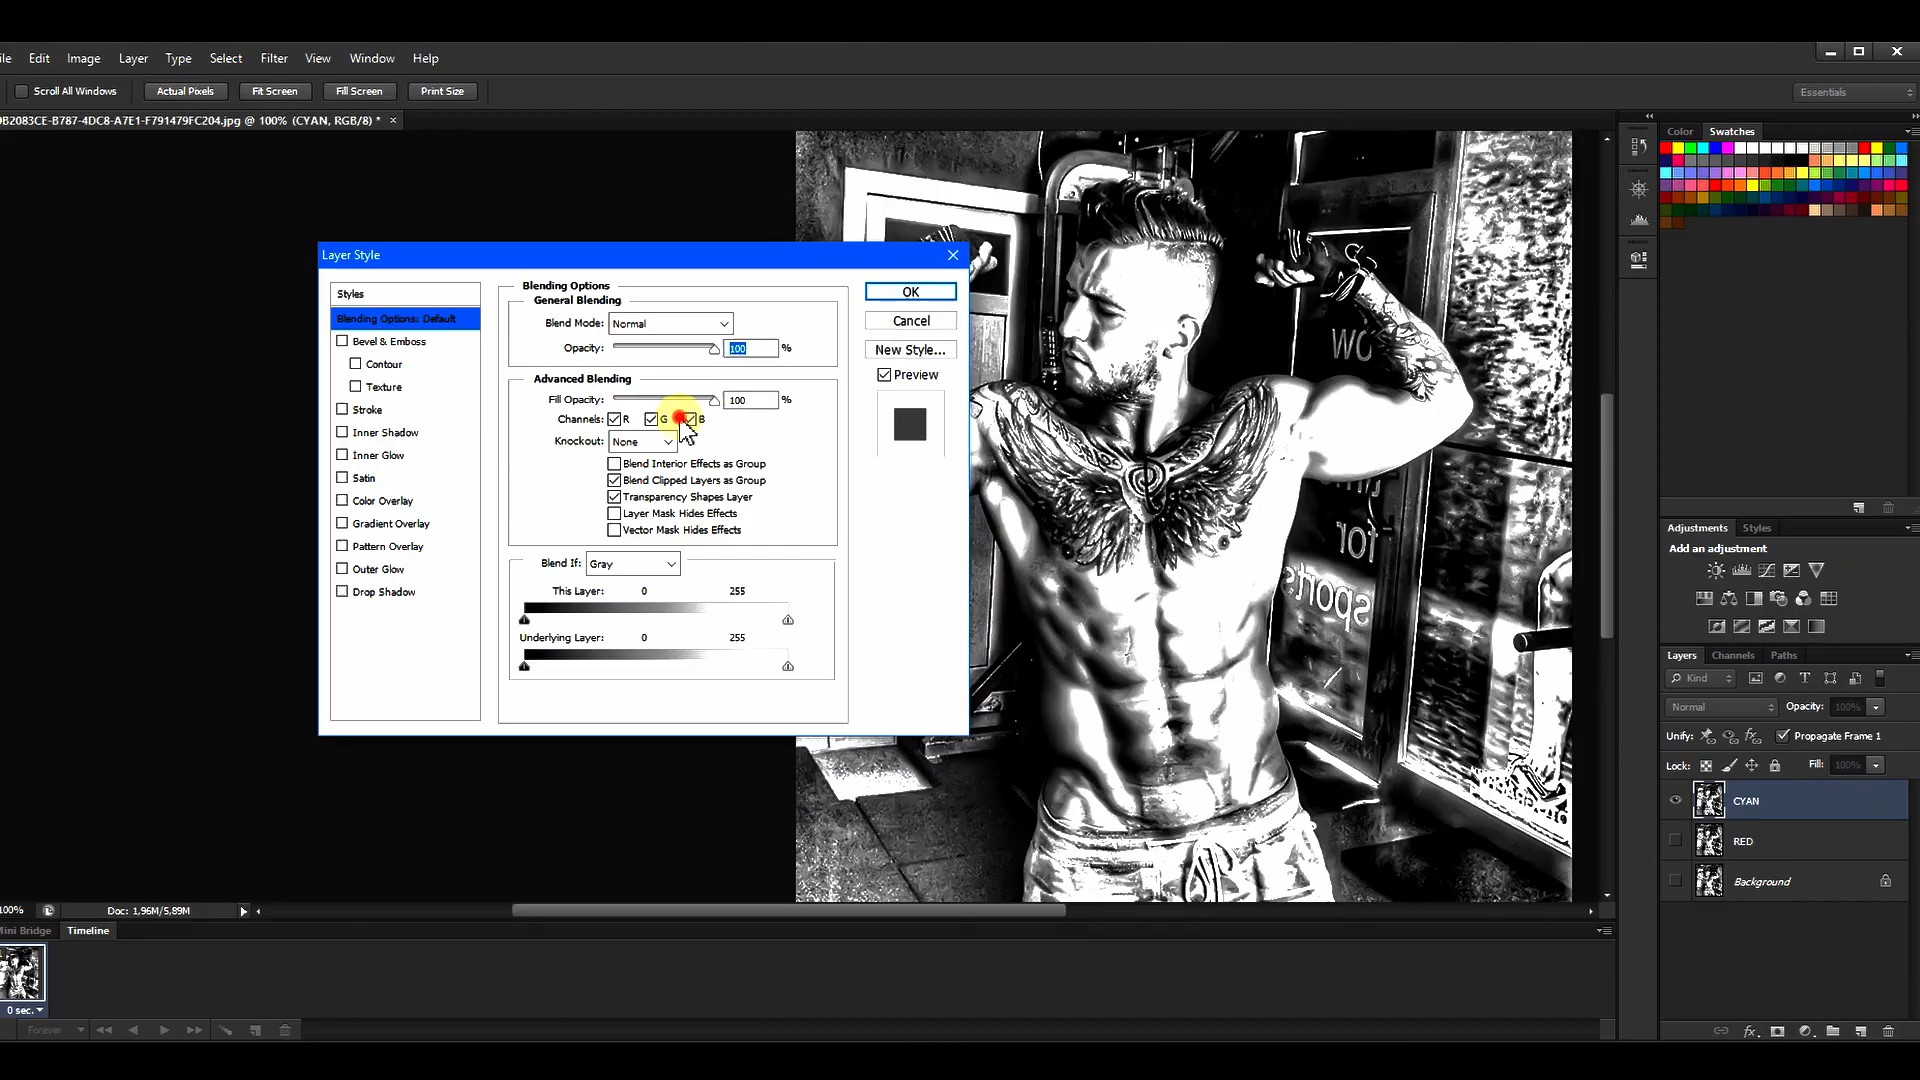 ile Edit Image Layer Type Select Filter View Window Help
Scroll All Windows Actual Pixels Fit Screen Fill Screen Print Size Essentials
9B2083CE-B787-4DC8-A7E1-F791479FC204.jpg @ 100% (CYAN, RGB/8) * ×
Layer Style
Styles
Blending Options: Default
Bevel & Emboss
Contour
Texture
Stroke
Inner Shadow
Inner Glow
Satin
Color Overlay
Gradient Overlay
Pattern Overlay
Outer Glow
Drop Shadow
Blending Options
General Blending
Blend Mode: Normal
Opacity: 100 %
Advanced Blending
Fill Opacity: 100 %
Channels: R G B
Knockout: None
Blend Interior Effects as Group
Blend Clipped Layers as Group
Transparency Shapes Layer
Layer Mask Hides Effects
Vector Mask Hides Effects
Blend If: Gray
This Layer: 0 255
Underlying Layer: 0 255
OK
Cancel
New Style...
Preview
for
sports
Color Swatches
Adjustments Styles
Add an adjustment
Layers Channels Paths
Kind
Normal Opacity: 100%
Unify: Propagate Frame 1
Lock: Fill: 100%
CYAN
RED
Background
100% Doc: 1,96M/5,89M
Mini Bridge Timeline
0 sec.
Forever